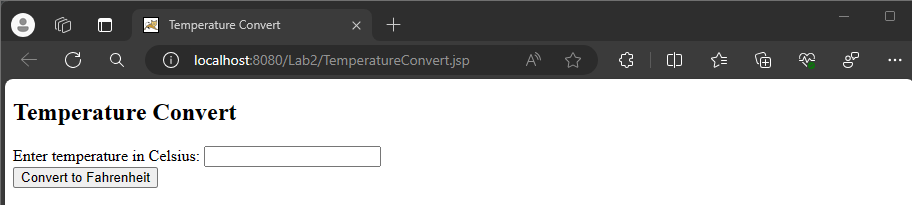 Temperature Convert
localhost:8080/Lab2/TemperatureConvert.jsp
Temperature Convert
Enter temperature in Celsius:
Convert to Fahrenheit